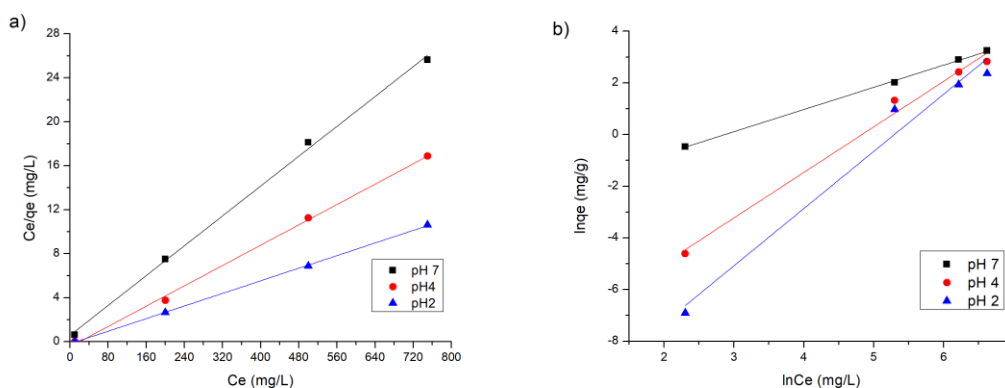 a)
28
24
20
16
12
8
4
0
Ce/qe (mg/L)
0 80 160 240 320 400 480 560 640 720 800
Ce (mg/L)
pH 7
pH4
pH2
b)
4
2
0
-2
-4
-6
-8
lnqe (mg/g)
2 3 4 5 6
lnCe (mg/L)
pH 7
pH 4
pH 2